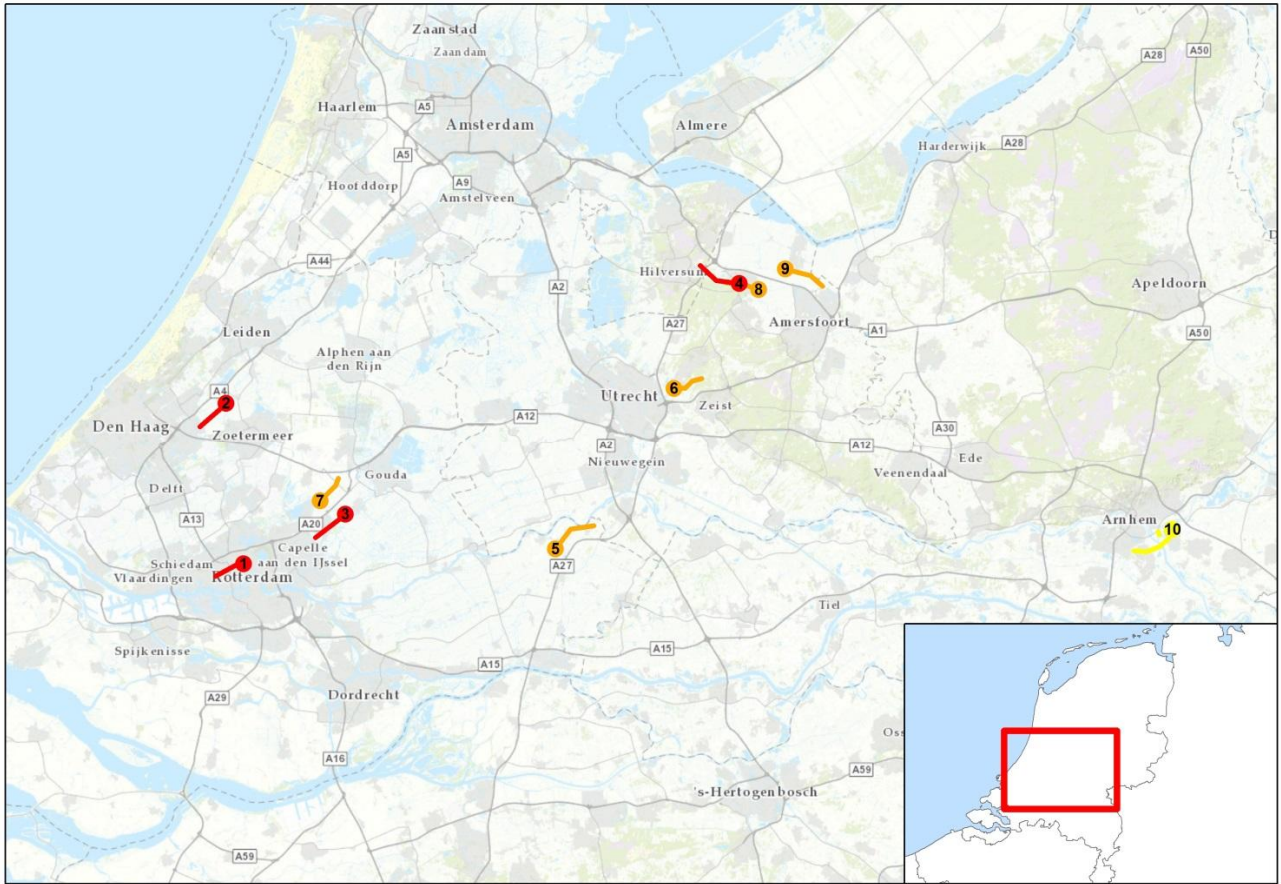 Zaanstad
Zaandam
A50
A28
Haarlem
A5
Amsterdam
Almere
Harderwijk
A28
A5
A9
Hoofddorp
Amstelveen
A44
Hilversum
9
4
8
A2
Apeldoorn
A27
Amersfoort
A1
A50
Leiden
Alphen aan
den Rijn
A4
2
6
Utrecht
Zeist
Den Haag
Zoetermeer
A12
A30
A2
A12
Nieuwegein
Ede
Veenendaal
Gouda
Delft
7
3
A13
A20
Arnhem
10
Capelle
aan den IJssel
5
A27
Schiedam
1
Vlaardingen
Rotterdam
Tiel
Spijkenisse
A15
A15
Dordrecht
A29
Oss
A16
A59
's-Hertogenbosch
A59